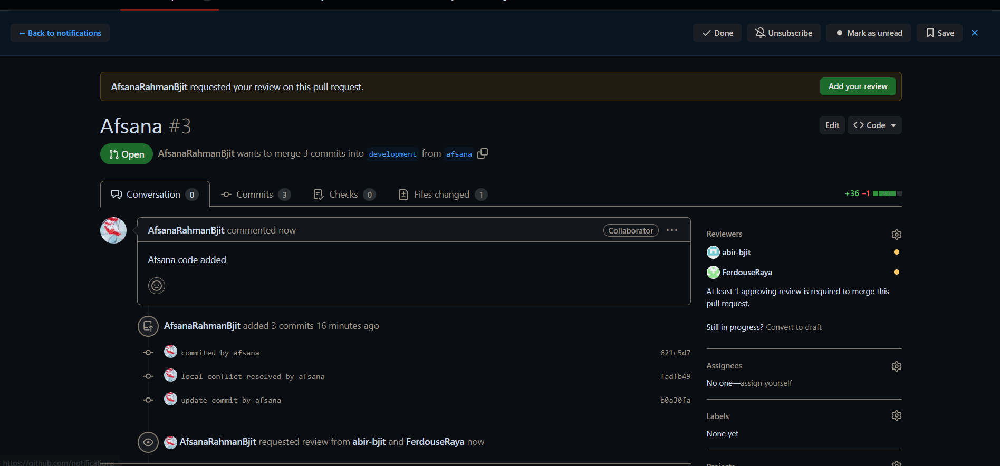 ← Back to notifications
Done
Unsubscribe
Mark as unread
Save
AfsanaRahmanBjit requested your review on this pull request.
Add your review
Afsana #3
Edit
Code
Open
AfsanaRahmanBjit wants to merge 3 commits into development from afsana
Conversation 0
Commits 3
Checks 0
Files changed 1
+36 −1
AfsanaRahmanBjit commented now
Collaborator
Afsana code added
AfsanaRahmanBjit added 3 commits 16 minutes ago
commited by afsana 621c5d7
local conflict resolved by afsana fadfb49
update commit by afsana b0a30fa
AfsanaRahmanBjit requested review from abir-bjit and FerdouseRaya now
Reviewers
abir-bjit
FerdouseRaya
At least 1 approving review is required to merge this
pull request.
Still in progress? Convert to draft
Assignees
No one—assign yourself
Labels
None yet
Projects
https://github.com/notifications